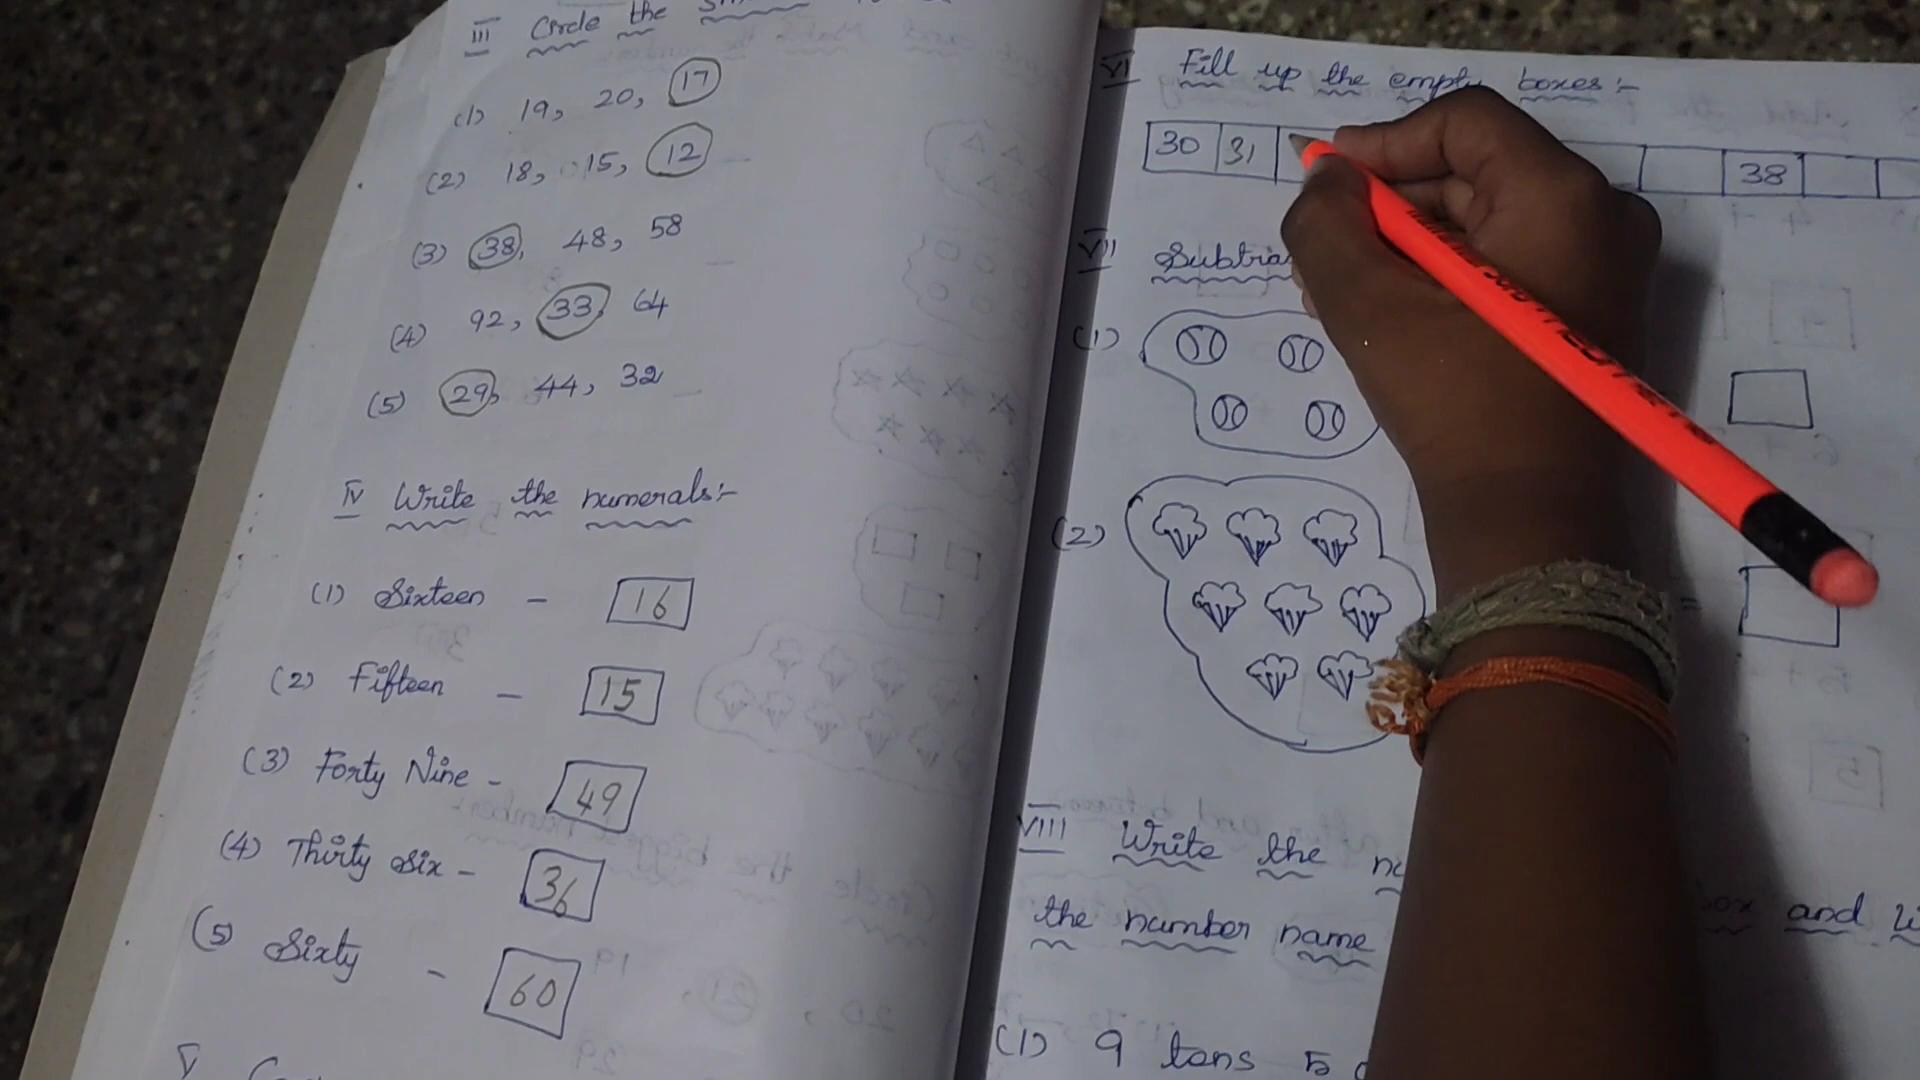 III Circle the
(1) 19, 20, 17
(2) 18, 15, 12
(3) 38, 48, 58
(4) 92, 33, 64
(5) 29, 44, 32
IV Write the numerals:-
(1) Sixteen - 16
(2) Fifteen - 15
(3) Forty Nine - 49
(4) Thirty Six - 36
(5) Sixty - 60
V
VI Fill up the empty boxes:-
30 31 38
VII
(1)
(2) =
VIII Write the
the number name and
(1) 9 tens 5